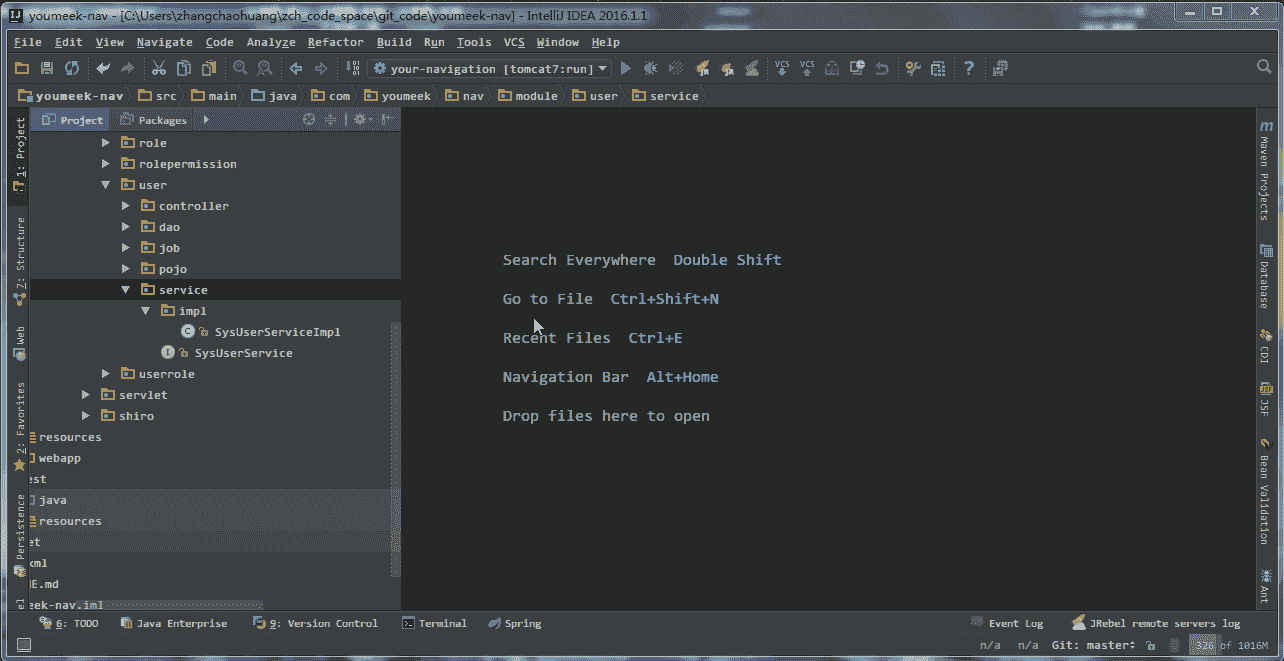 youmeek-nav - [C:\Users\zhangchaohuang\zch_code_space\git_code\youmeek-nav] - IntelliJ IDEA 2016.1.1
File Edit View Navigate Code Analyze Refactor Build Run Tools VCS Window Help
your-navigation [tomcat7:run] VCS VCS
youmeek-nav src main java com youmeek nav module user service
1: Project
7: Structure
Web
2: Favorites
Persistence
el
Project Packages
role
rolepermission
user
controller
dao
job
pojo
service
impl
SysUserServiceImpl
SysUserService
userrole
servlet
shiro
resources
webapp
est
java
resources
et
xml
E.md
eek-nav.iml
Search Everywhere Double Shift
Go to File Ctrl+Shift+N
Recent Files Ctrl+E
Navigation Bar Alt+Home
Drop files here to open
Maven Projects
Database
CDI
JSF
Bean Validation
Ant
6: TODO Java Enterprise 9: Version Control Terminal Spring Event Log JRebel remote servers log
n/a n/a Git: master 326 of 1016M